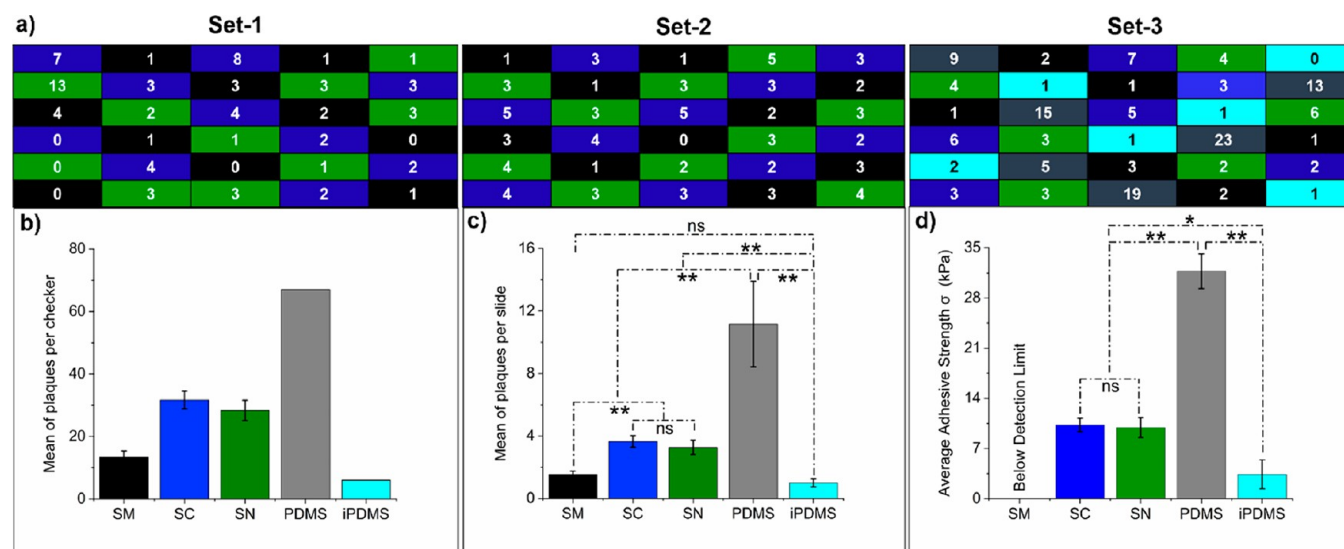 a)
Set-1
Set-2
Set-3
7 1 8 1 1
13 3 3 3 3
4 2 4 2 3
0 1 1 2 0
0 4 0 1 2
0 3 3 2 1
1 3 1 5 3
3 1 3 3 2
5 3 5 2 3
3 4 0 3 2
4 1 2 2 3
4 3 3 3 4
9 2 7 4 0
4 1 1 3 13
1 15 5 1 6
6 3 1 23 1
2 5 3 2 2
3 3 19 2 1
b)
Mean of plaques per checker
80
60
40
20
0
SM SC SN PDMS iPDMS
c)
Mean of plaques per slide
16
12
8
4
0
ns
**
** **
**
ns
SM SC SN PDMS iPDMS
d)
Average Adhesive Strength σ (kPa)
35
28
21
14
7
0
*
** **
ns
Below Detection Limit
SM SC SN PDMS iPDMS